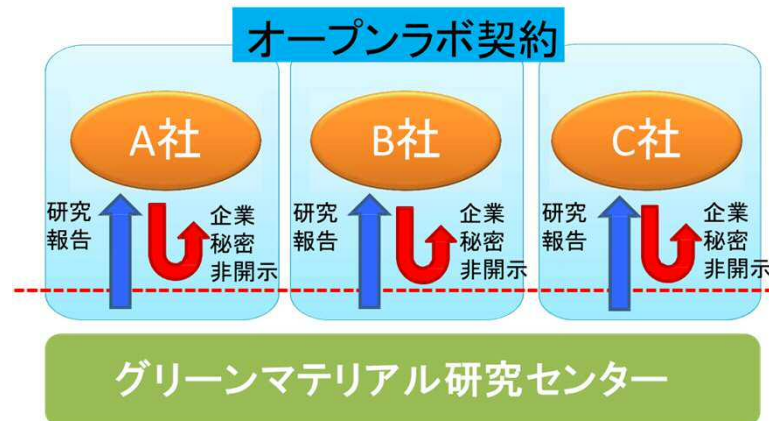 オープンラボ契約
A社
B社
C社
研究
報告
企業
秘密
非開示
研究
報告
企業
秘密
非開示
研究
報告
企業
秘密
非開示
グリーンマテリアル研究センター